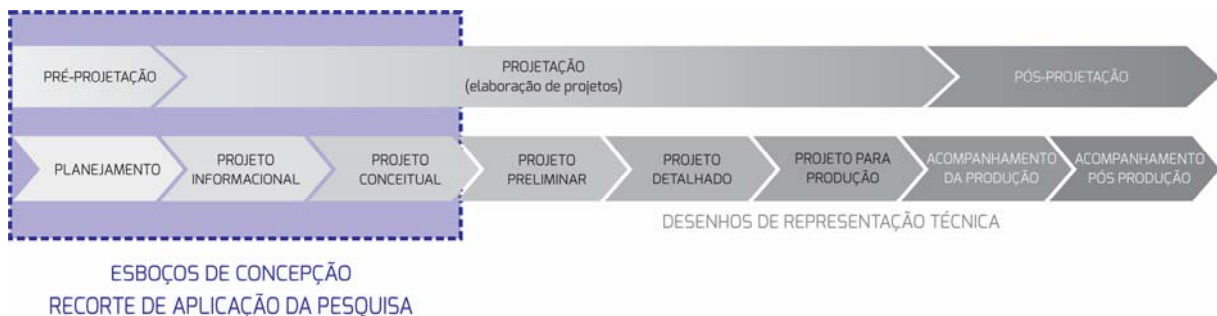 PRÉ-PROJETAÇÃO
PROJETAÇÃO
(elaboração de projetos)
PÓS-PROJETAÇÃO
PLANEJAMENTO
PROJETO
INFORMACIONAL
PROJETO
CONCEITUAL
PROJETO
PRELIMINAR
PROJETO
DETALHADO
PROJETO PARA
PRODUÇÃO
ACOMPANHAMENTO
DA PRODUÇÃO
ACOMPANHAMENTO
PÓS PRODUÇÃO
DESENHOS DE REPRESENTAÇÃO TÉCNICA
ESBOÇOS DE CONCEPÇÃO
RECORTE DE APLICAÇÃO DA PESQUISA